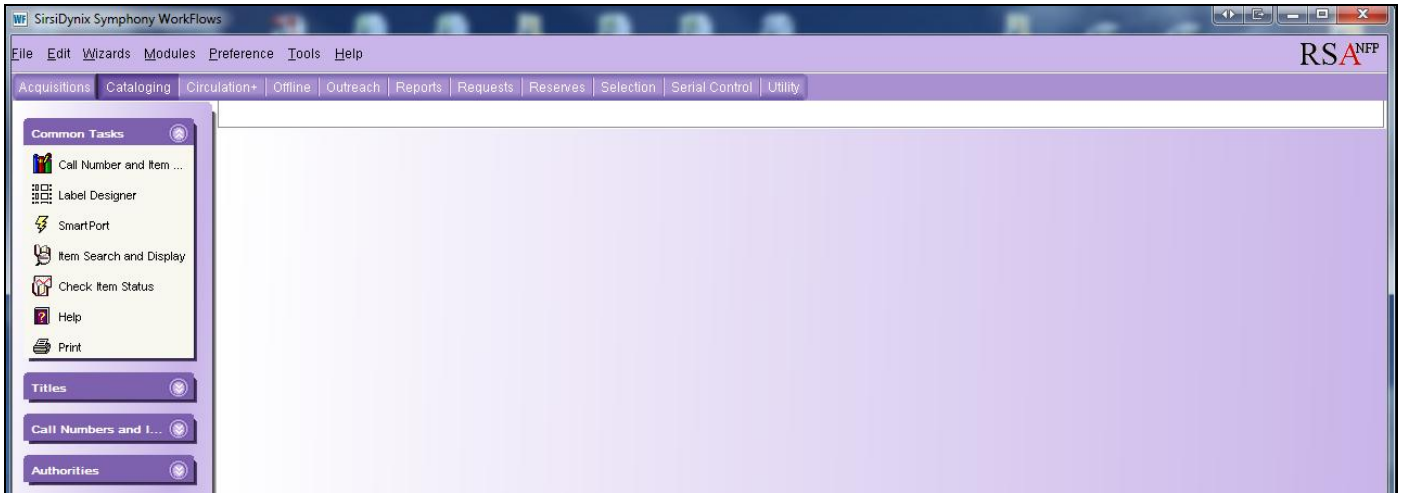 WF SirsiDynix Symphony WorkFlows
File Edit Wizards Modules Preference Tools Help
RSA NFP
Acquisitions Cataloging Circulation+ Offline Outreach Reports Requests Reserves Selection Serial Control Utility
Common Tasks
Call Number and Item ...
Label Designer
SmartPort
Item Search and Display
Check Item Status
? Help
Print
Titles
Call Numbers and I...
Authorities